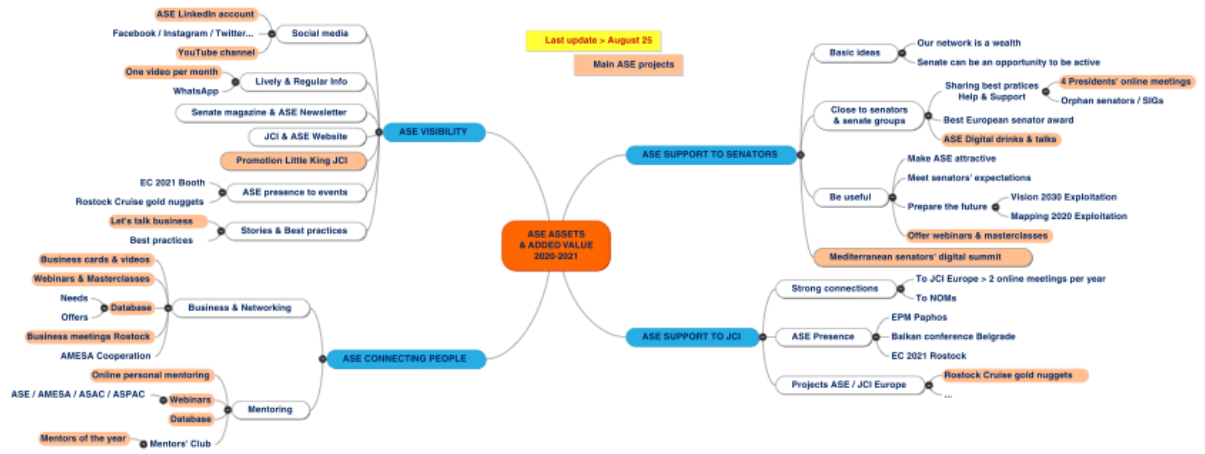 Last update > August 25
Main ASE projects
ASE ASSETS
& ADDED VALUE
2020-2021
ASE VISIBILITY
Social media
ASE LinkedIn account
Facebook / Instagram / Twitter...
YouTube channel
Lively & Regular Info
One video per month
WhatsApp
Senate magazine & ASE Newsletter
JCI & ASE Website
Promotion Little King JCI
ASE presence to events
EC 2021 Booth
Rostock Cruise gold nuggets
Stories & Best practices
Let's talk business
Best practices
ASE CONNECTING PEOPLE
Business & Networking
Business cards & videos
Webinars & Masterclasses
Database
Needs
Offers
Business meetings Rostock
AMESA Cooperation
Mentoring
Online personal mentoring
Webinars
ASE / AMESA / ASAC / ASPAC
Database
Mentors' Club
Mentors of the year
ASE SUPPORT TO SENATORS
Basic ideas
Our network is a wealth
Senate can be an opportunity to be active
Close to senators
& senate groups
Sharing best pratices
Help & Support
4 Presidents' online meetings
Orphan senators / SIGs
Best European senator award
ASE Digital drinks & talks
Be useful
Make ASE attractive
Meet senators' expectations
Prepare the future
Vision 2030 Exploitation
Mapping 2020 Exploitation
Offer webinars & masterclasses
Mediterranean senators' digital summit
ASE SUPPORT TO JCI
Strong connections
To JCI Europe > 2 online meetings per year
To NOMs
ASE Presence
EPM Paphos
Balkan conference Belgrade
EC 2021 Rostock
Projects ASE / JCI Europe
Rostock Cruise gold nuggets
...